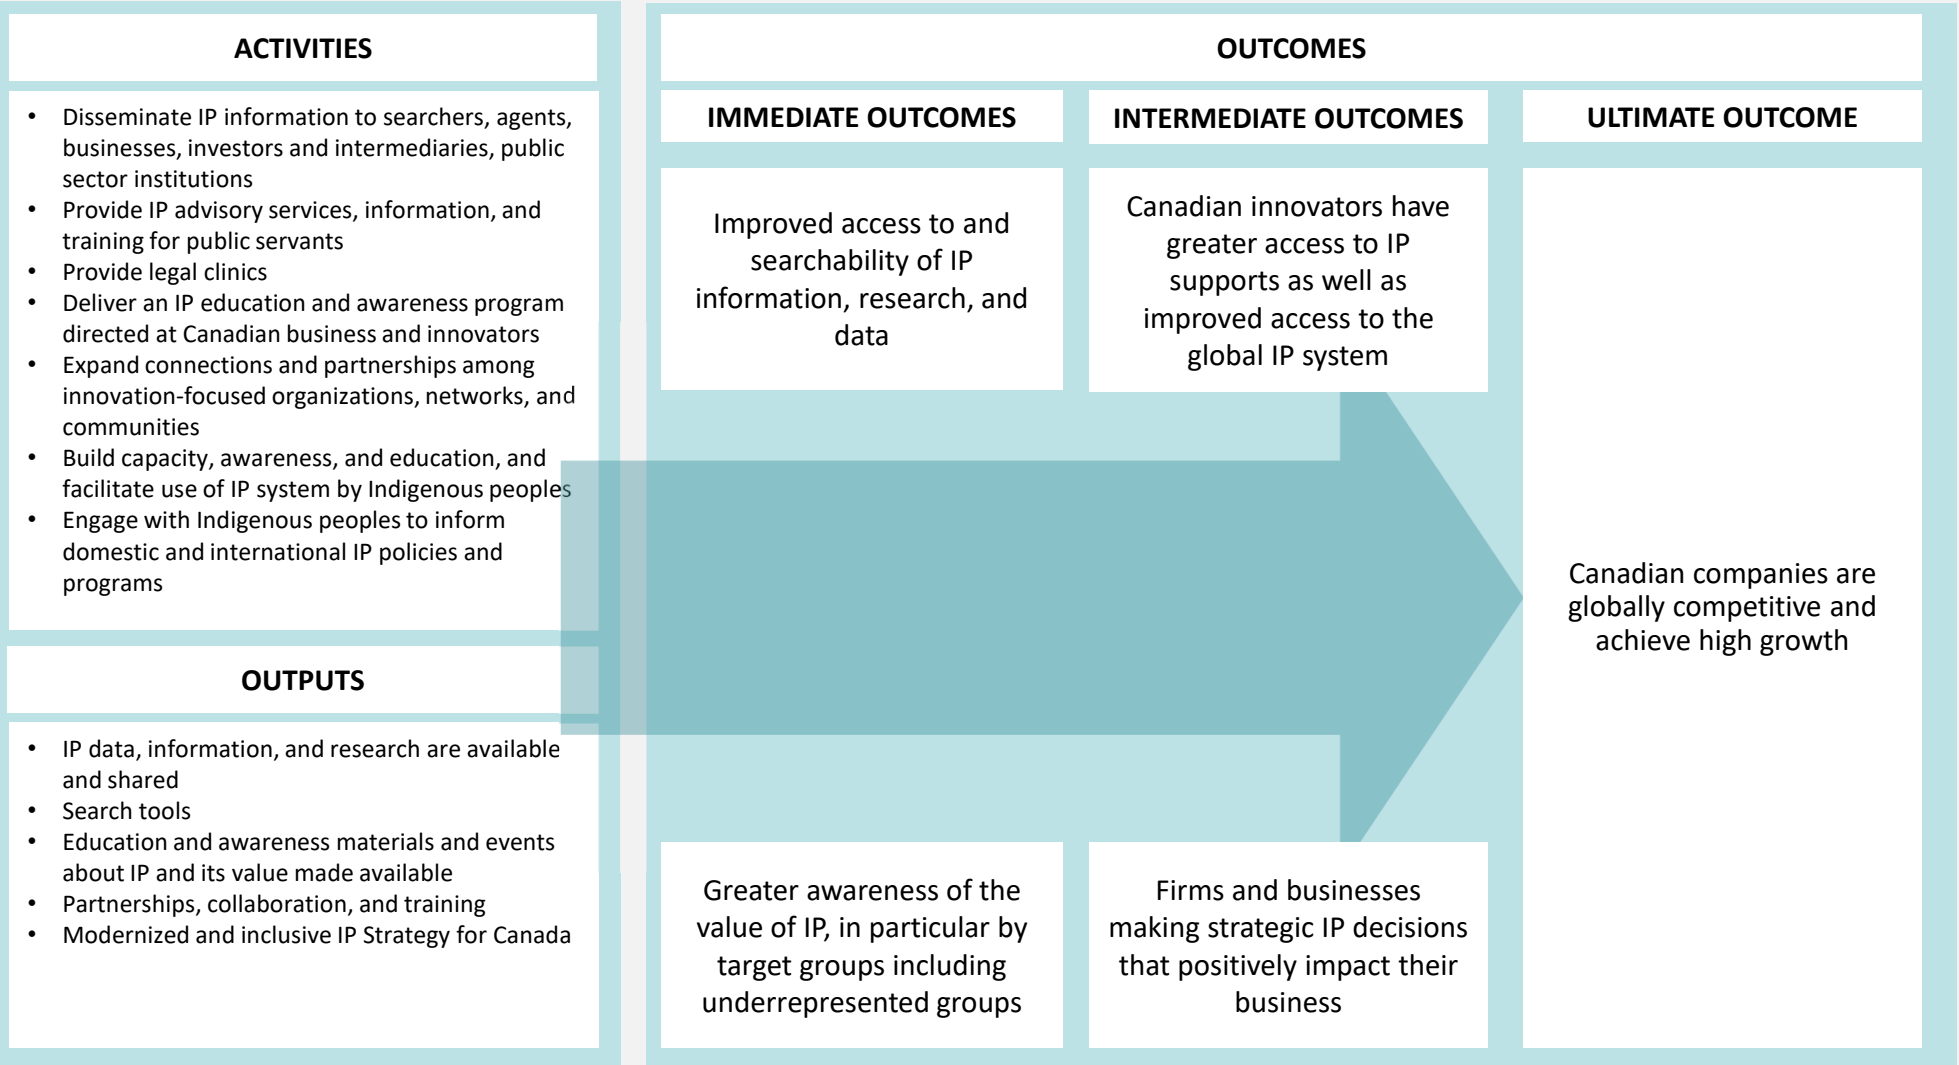 ACTIVITIES
• Disseminate IP information to searchers, agents,
businesses, investors and intermediaries, public
sector institutions
• Provide IP advisory services, information, and
training for public servants
• Provide legal clinics
• Deliver an IP education and awareness program
directed at Canadian business and innovators
• Expand connections and partnerships among
innovation-focused organizations, networks, and
communities
• Build capacity, awareness, and education, and
facilitate use of IP system by Indigenous peoples
• Engage with Indigenous peoples to inform
domestic and international IP policies and
programs
OUTPUTS
• IP data, information, and research are available
and shared
• Search tools
• Education and awareness materials and events
about IP and its value made available
• Partnerships, collaboration, and training
• Modernized and inclusive IP Strategy for Canada
OUTCOMES
IMMEDIATE OUTCOMES
Improved access to and
searchability of IP
information, research, and
data
Greater awareness of the
value of IP, in particular by
target groups including
underrepresented groups
INTERMEDIATE OUTCOMES
Canadian innovators have
greater access to IP
supports as well as
improved access to the
global IP system
Firms and businesses
making strategic IP decisions
that positively impact their
business
ULTIMATE OUTCOME
Canadian companies are
globally competitive and
achieve high growth